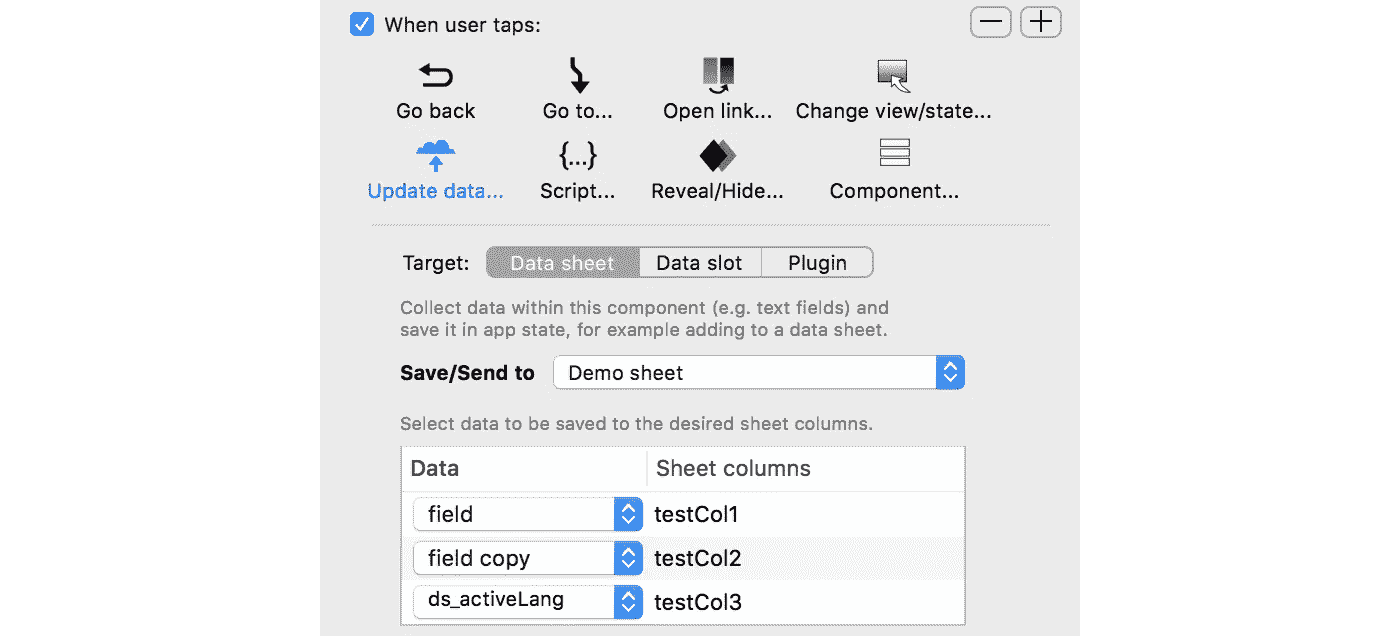 When user taps:
Go back Go to... Open link... Change view/state...
{...}
Update data... Script... Reveal/Hide... Component...
Target: Data sheet Data slot Plugin
Collect data within this component (e.g. text fields) and
save it in app state, for example adding to a data sheet.
Save/Send to Demo sheet
Select data to be saved to the desired sheet columns.
Data Sheet columns
field testCol1
field copy testCol2
ds_activeLang testCol3